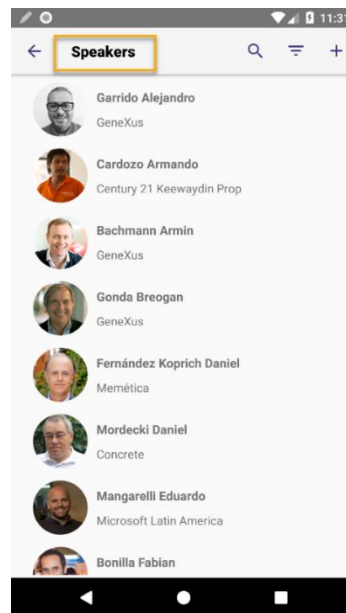 11:31
Speakers
Garrido Alejandro
GeneXus
Cardozo Armando
Century 21 Keewaydin Prop
Bachmann Armin
GeneXus
Gonda Breogan
GeneXus
Fernández Koprich Daniel
Memética
Mordecki Daniel
Concrete
Mangarelli Eduardo
Microsoft Latin America
Bonilla Fabian